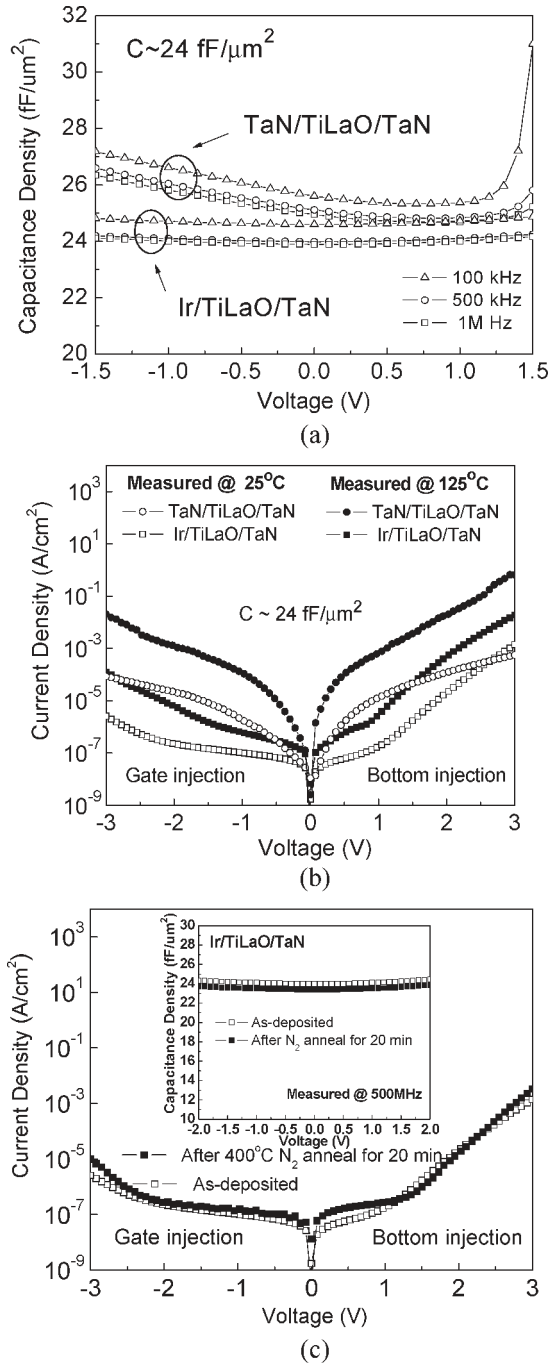 C~24 fF/μm²
TaN/TiLaO/TaN
Ir/TiLaO/TaN
100 kHz
500 kHz
1M Hz
Capacitance Density (fF/um²)
32
30
28
26
24
22
20
-1.5 -1.0 -0.5 0.0 0.5 1.0 1.5
Voltage (V)
(a)
Measured @ 25°C
TaN/TiLaO/TaN
Ir/TiLaO/TaN
Measured @ 125°C
TaN/TiLaO/TaN
Ir/TiLaO/TaN
C ~ 24 fF/μm²
Gate injection
Bottom injection
Current Density (A/cm²)
10³
10¹
10⁻¹
10⁻³
10⁻⁵
10⁻⁷
10⁻⁹
-3 -2 -1 0 1 2 3
Voltage (V)
(b)
Ir/TiLaO/TaN
As-deposited
After N₂ anneal for 20 min
Measured @ 500MHz
Capacitance Density (fF/um²)
30
28
26
24
22
20
18
16
14
12
10
-2.0 -1.5 -1.0 -0.5 0.0 0.5 1.0 1.5 2.0
Voltage (V)
After 400°C N₂ anneal for 20 min
As-deposited
Gate injection
Bottom injection
Current Density (A/cm²)
10³
10¹
10⁻¹
10⁻³
10⁻⁵
10⁻⁷
10⁻⁹
-3 -2 -1 0 1 2 3
Voltage (V)
(c)